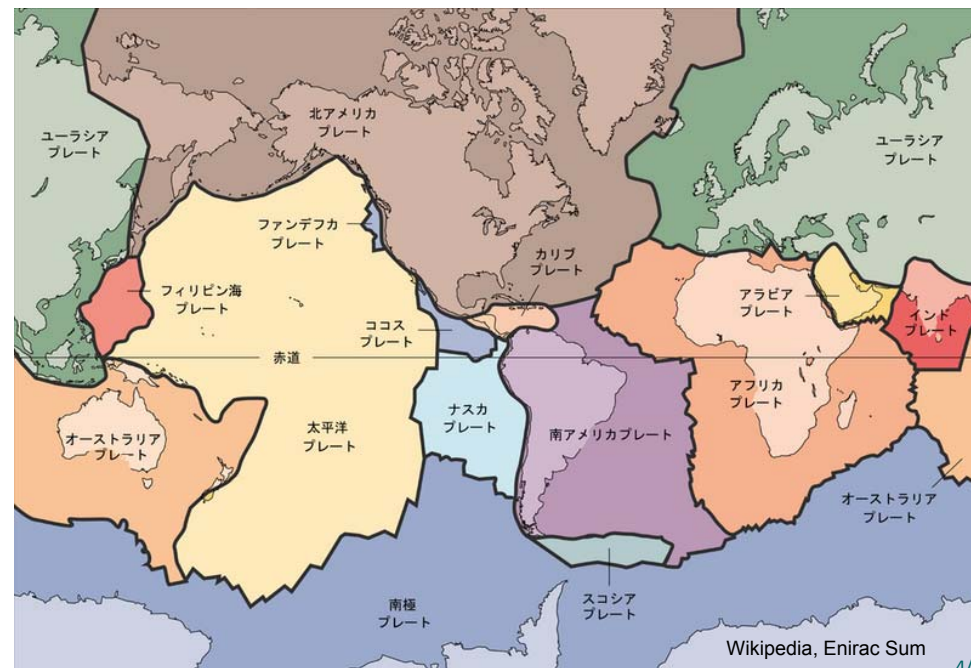 北アメリカ
プレート
ユーラシア
プレート
ユーラシア
プレート
ファンデフカ
プレート
カリブ
プレート
フィリピン海
プレート
アラビア
プレート
インド
プレート
ココス
プレート
赤道
アフリカ
プレート
ナスカ
プレート
太平洋
プレート
オーストラリア
プレート
南アメリカプレート
オーストラリア
プレート
スコシア
プレート
南極
プレート
Wikipedia, Enirac Sum